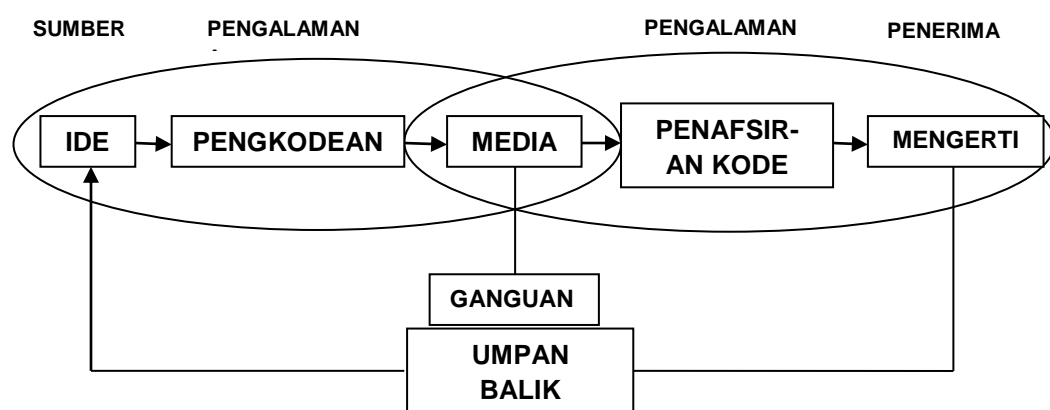 SUMBER PENGALAMAN PENGALAMAN PENERIMA
IDE PENGKODEAN MEDIA PENAFSIR-
AN KODE MENGERTI
GANGUAN
UMPAN
BALIK